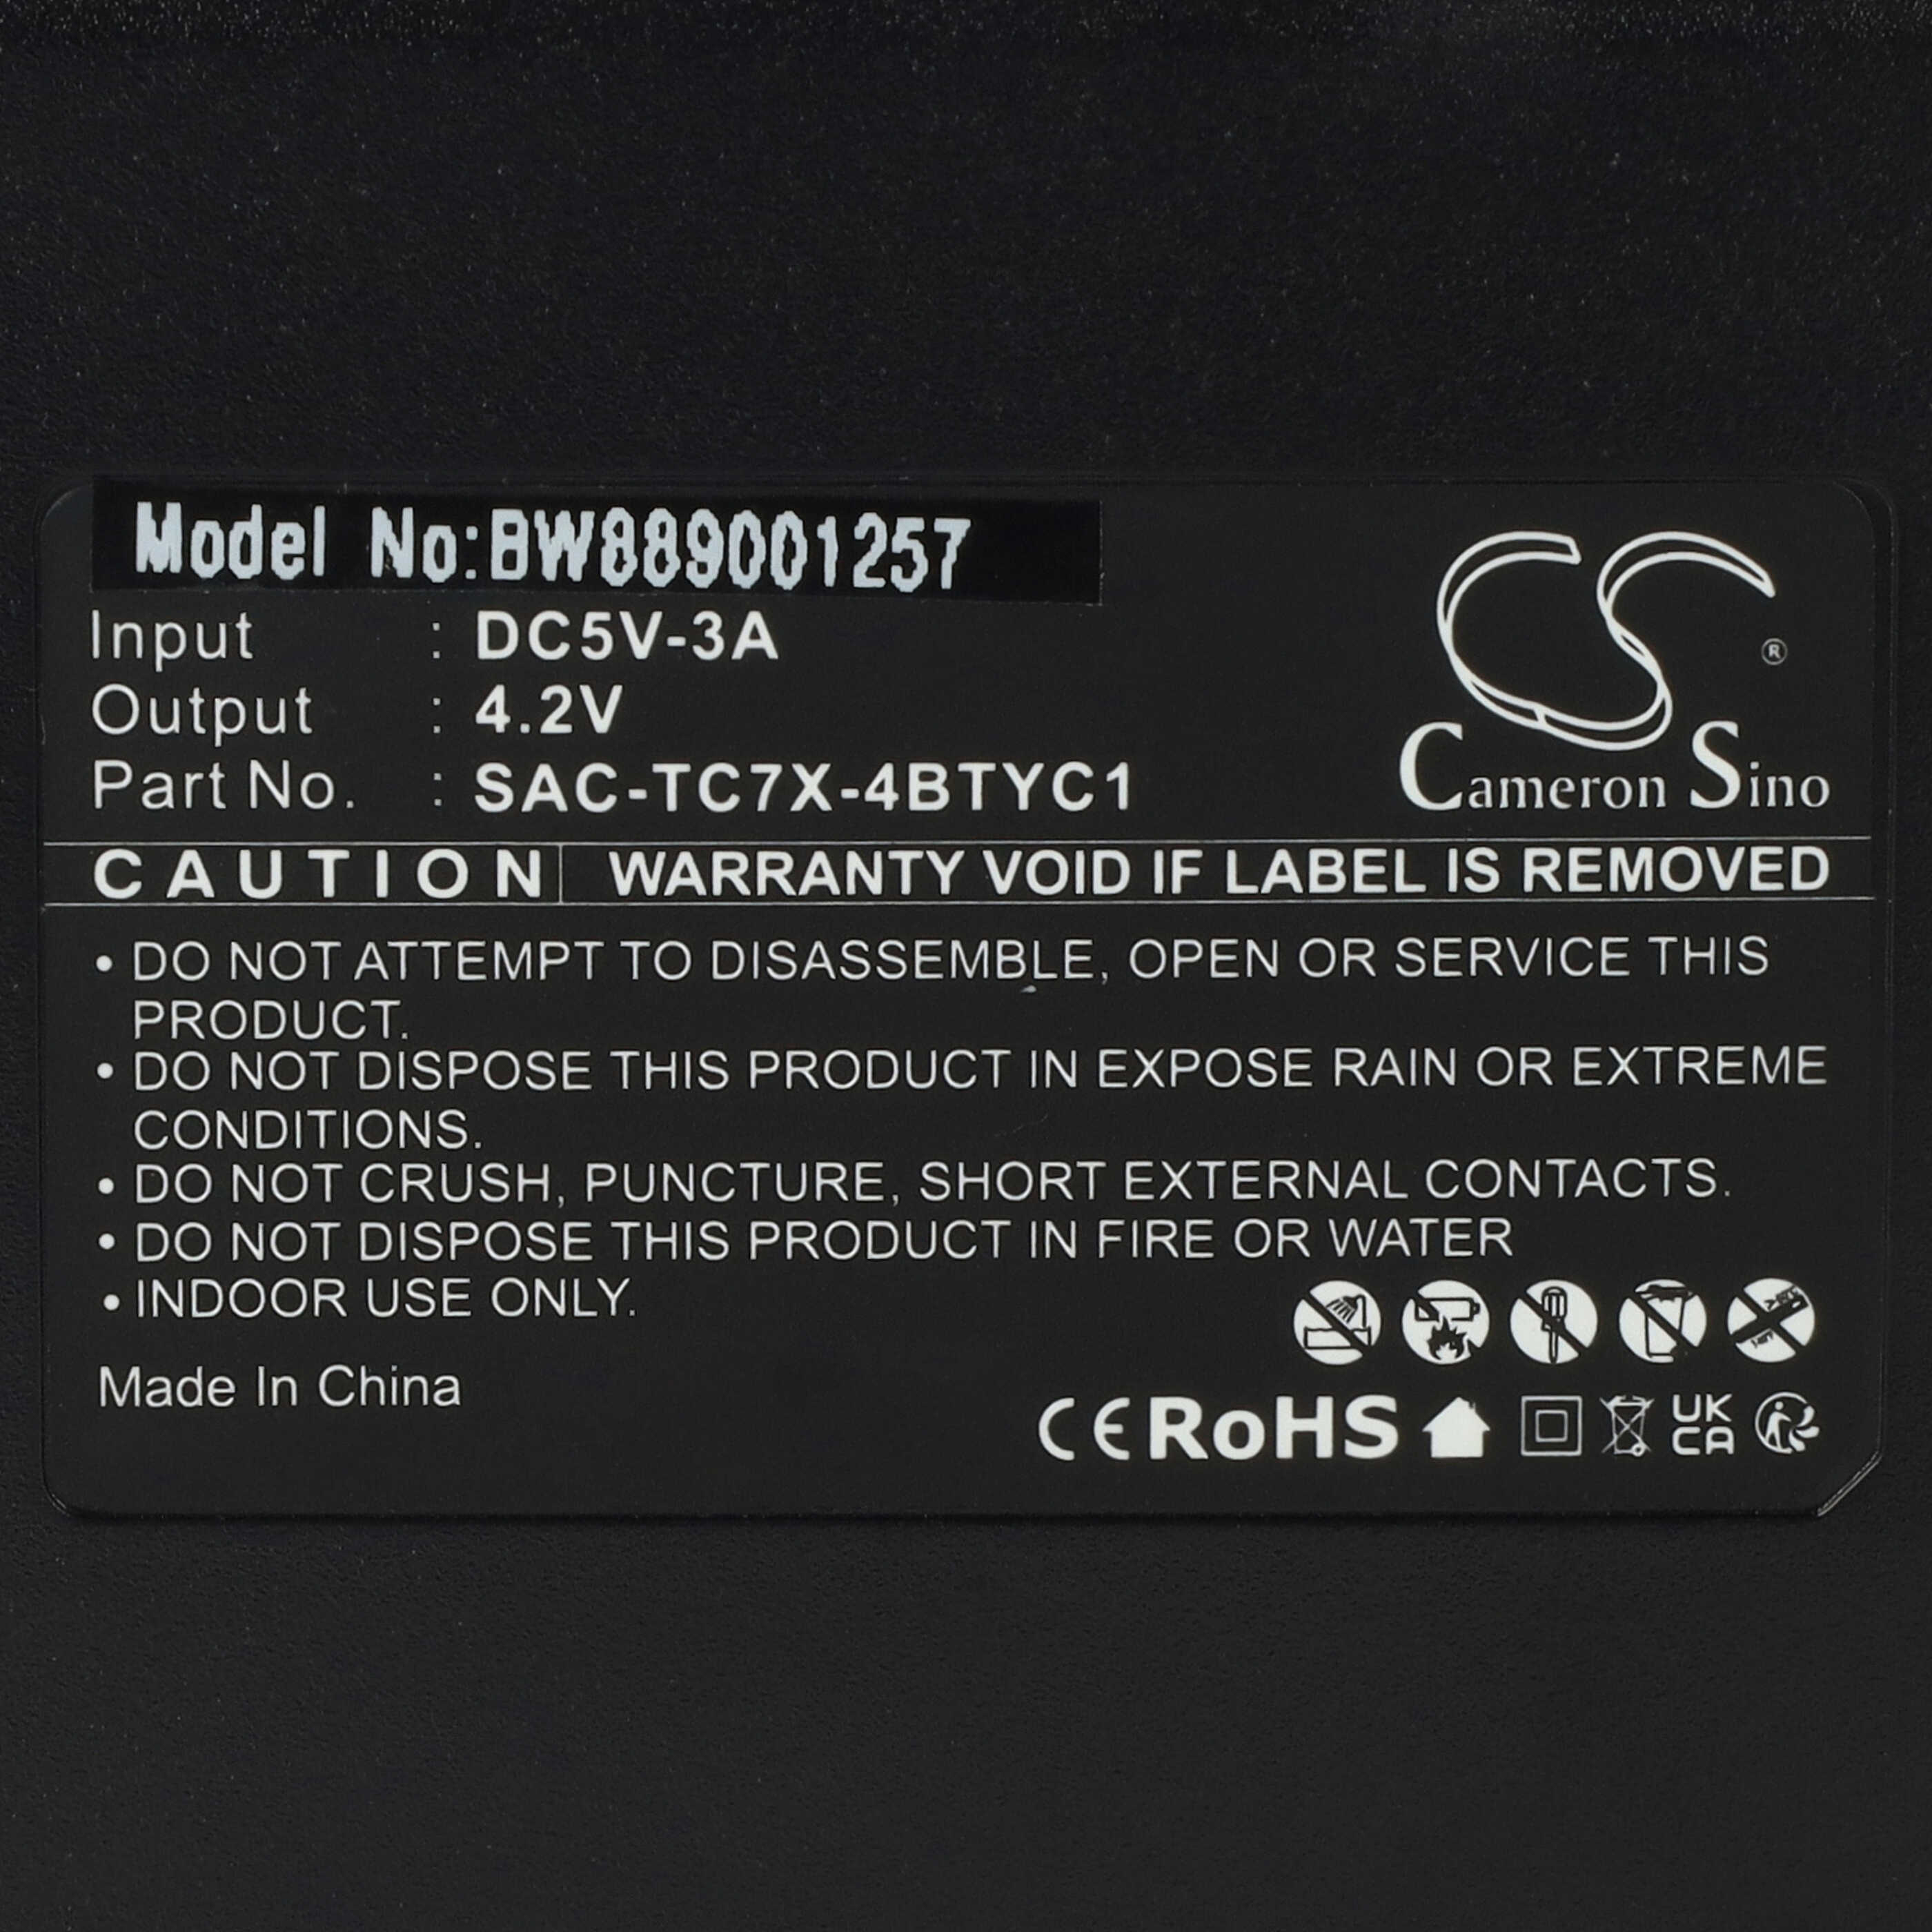 Model No:BW889001257
Input : DC5V-3A
Output : 4.2V
Part No. : SAC-TC7X-4BTYC1
CS
®
Cameron Sino
CAUTION WARRANTY VOID IF LABEL IS REMOVED
• DO NOT ATTEMPT TO DISASSEMBLE, OPEN OR SERVICE THIS
PRODUCT.
• DO NOT DISPOSE THIS PRODUCT IN EXPOSE RAIN OR EXTREME
CONDITIONS.
• DO NOT CRUSH, PUNCTURE, SHORT EXTERNAL CONTACTS.
• DO NOT DISPOSE THIS PRODUCT IN FIRE OR WATER
• INDOOR USE ONLY.
Made In China
CE RoHS UK
CA